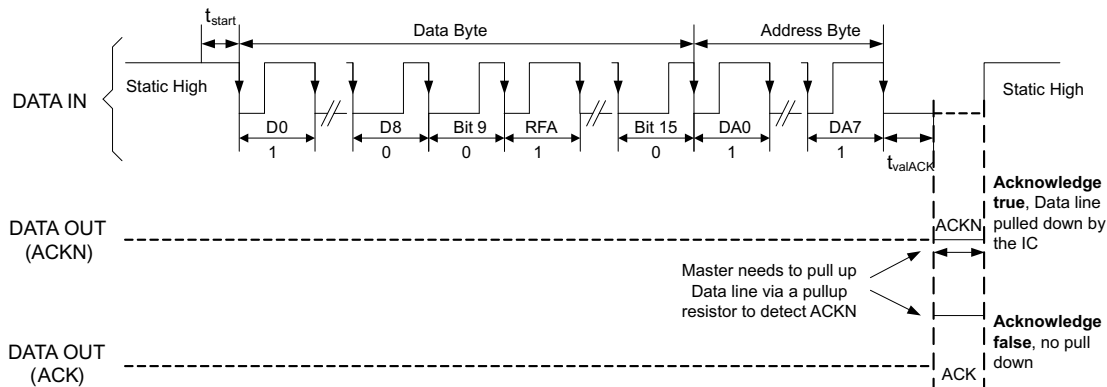 t_start
Data Byte
Address Byte
Static High
Static High
DATA IN
D0
D8
Bit 9
RFA
Bit 15
DA0
DA7
1
0
0
1
0
1
1
t_valACK
Acknowledge
true, Data line
pulled down by
the IC
DATA OUT
(ACKN)
ACKN
Master needs to pull up
Data line via a pullup
resistor to detect ACKN
Acknowledge
false, no pull
down
DATA OUT
(ACK)
ACK